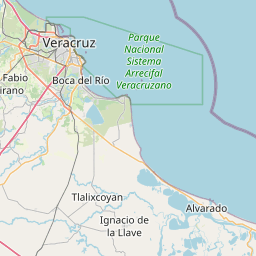 Parque
Nacional
Sistema
Arrecifal
Veracruzano
Veracruz
Fabio
irano
Boca del Río
Alvarado
Tlalixcoyan
Ignacio de
la Llave